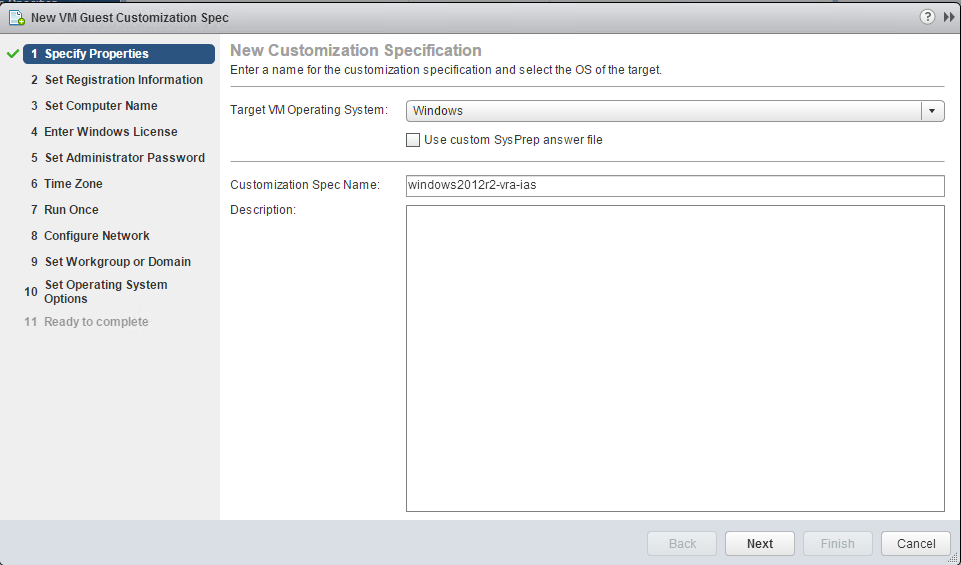 New VM Guest Customization Spec
?
1 Specify Properties
2 Set Registration Information
3 Set Computer Name
4 Enter Windows License
5 Set Administrator Password
6 Time Zone
7 Run Once
8 Configure Network
9 Set Workgroup or Domain
10 Set Operating System
Options
11 Ready to complete
New Customization Specification
Enter a name for the customization specification and select the OS of the target.
Target VM Operating System: Windows
Use custom SysPrep answer file
Customization Spec Name: windows2012r2-vra-ias
Description:
Back Next Finish Cancel